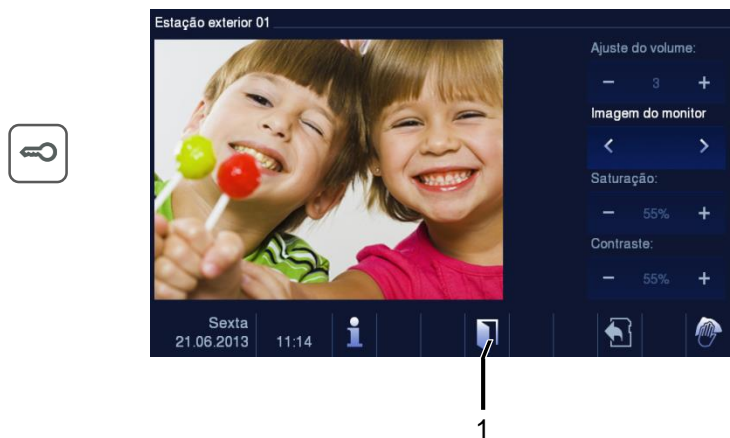 Estação exterior 01
Ajuste do volume:
− 3 +
Imagem do monitor
< >
Saturação:
− 55% +
Contraste:
− 55% +
Sexta
21.06.2013 11:14
1